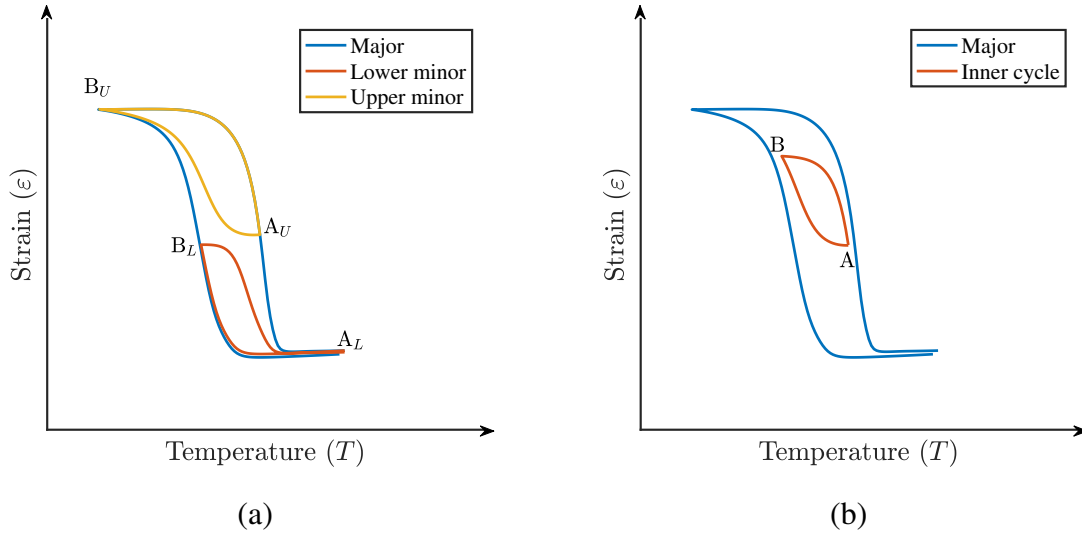 Major
Lower minor
Upper minor
B_U
A_U
B_L
A_L
Strain (ε)
Temperature (T)
(a)
Major
Inner cycle
B
A
Strain (ε)
Temperature (T)
(b)